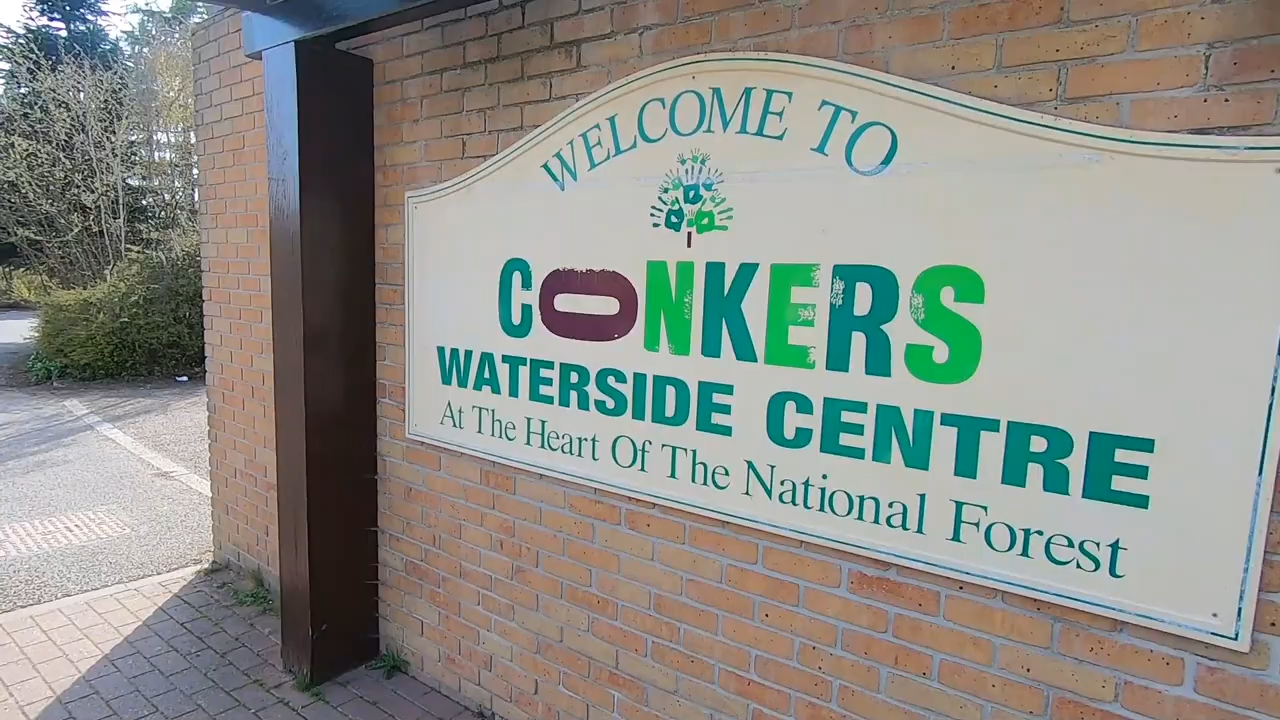 WELCOME TO
CONKERS
WATERSIDE CENTRE
At The Heart Of The National Forest